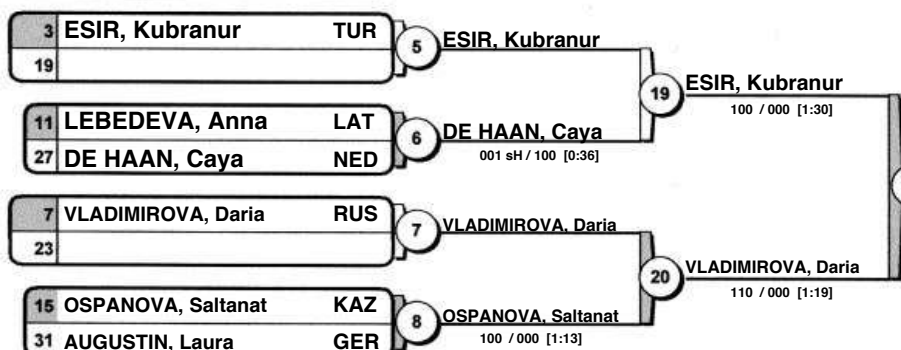 3 ESIR, Kubranur TUR
19
5 ESIR, Kubranur
11 LEBEDEVA, Anna LAT
27 DE HAAN, Caya NED
6 DE HAAN, Caya
001 sH / 100 [0:36]
19 ESIR, Kubranur
100 / 000 [1:30]
7 VLADIMIROVA, Daria RUS
23
7 VLADIMIROVA, Daria
15 OSPANOVA, Saltanat KAZ
31 AUGUSTIN, Laura GER
8 OSPANOVA, Saltanat
100 / 000 [1:13]
20 VLADIMIROVA, Daria
110 / 000 [1:19]